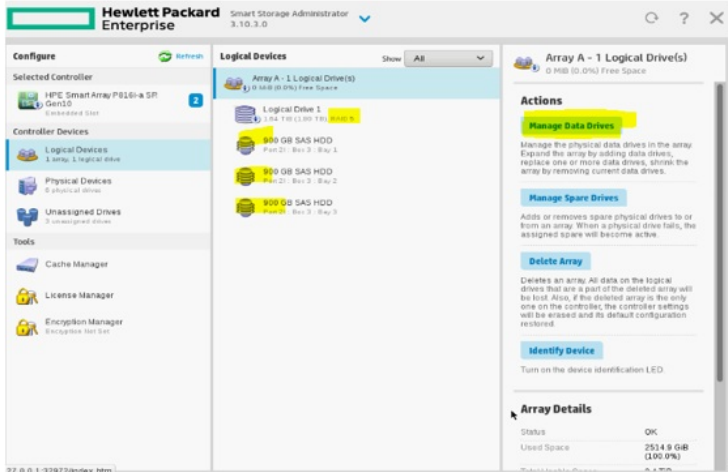 Hewlett Packard
Enterprise
Smart Storage Administrator
3.10.3.0
?
Configure
Refresh
Selected Controller
HPE Smart Array P816i-a SR
Gen10
Embedded Slot
2
Controller Devices
Logical Devices
1 array, 1 logical drive
Physical Devices
6 physical drives
Unassigned Drives
3 unassigned drives
Tools
Cache Manager
License Manager
Encryption Manager
Encryption Not Set
Logical Devices
Show
All
Array A - 1 Logical Drive(s)
0 MiB (0.0%) Free Space
Logical Drive 1
RAID 5
900 GB SAS HDD
Port 2I : Box 3 : Bay 1
900 GB SAS HDD
Port 2I : Box 3 : Bay 2
900 GB SAS HDD
Port 2I : Box 3 : Bay 3
Array A - 1 Logical Drive(s)
0 MiB (0.0%) Free Space
Actions
Manage Data Drives
Manage the physical data drives in the array.
Expand the array by adding data drives,
replace one or more data drives, shrink the
array by removing current data drives.
Manage Spare Drives
Adds or removes spare physical drives to or
from an array. When a physical drive fails, the
assigned spare will become active.
Delete Array
Deletes an array. All data on the logical
drives that are a part of the deleted array will
be lost. Also, if the deleted array is the only
one on the controller, the controller settings
will be erased and its default configuration
restored.
Identify Device
Turn on the device identification LED.
Array Details
Status
OK
Used Space
2514.9 GiB
(100.0%)